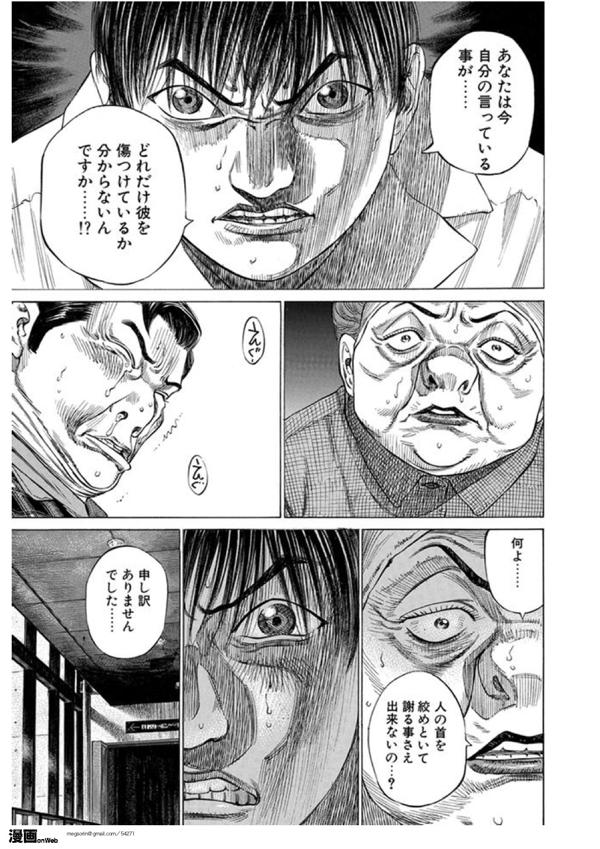 あなたは今
自分の言っている
事が……
どれだけ彼を
傷つけているか
分からないん
ですか……!?
何よ……
人の首を
絞めといて
謝る事さえ
出来ないの…?
申し訳
ありません
でした……
漫画onWeb
megaorin@gmail.com/54271